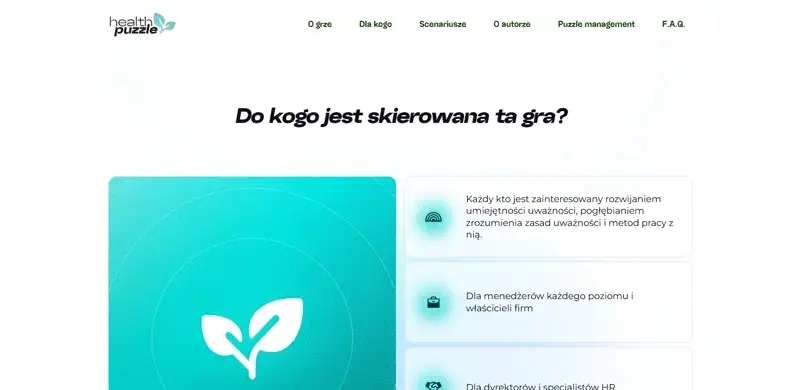 health
puzzle
O grze Dla kogo Scenariusze O autorze Puzzle management F.A.Q.
Do kogo jest skierowana ta gra?
Każdy kto jest zainteresowany rozwijaniem
umiejętności uważności, pogłębianiem
zrozumienia zasad uważności i metod pracy z
nią.
Dla menedżerów każdego poziomu i
właścicieli firm
Dla dyrektorów i specjalistów HR